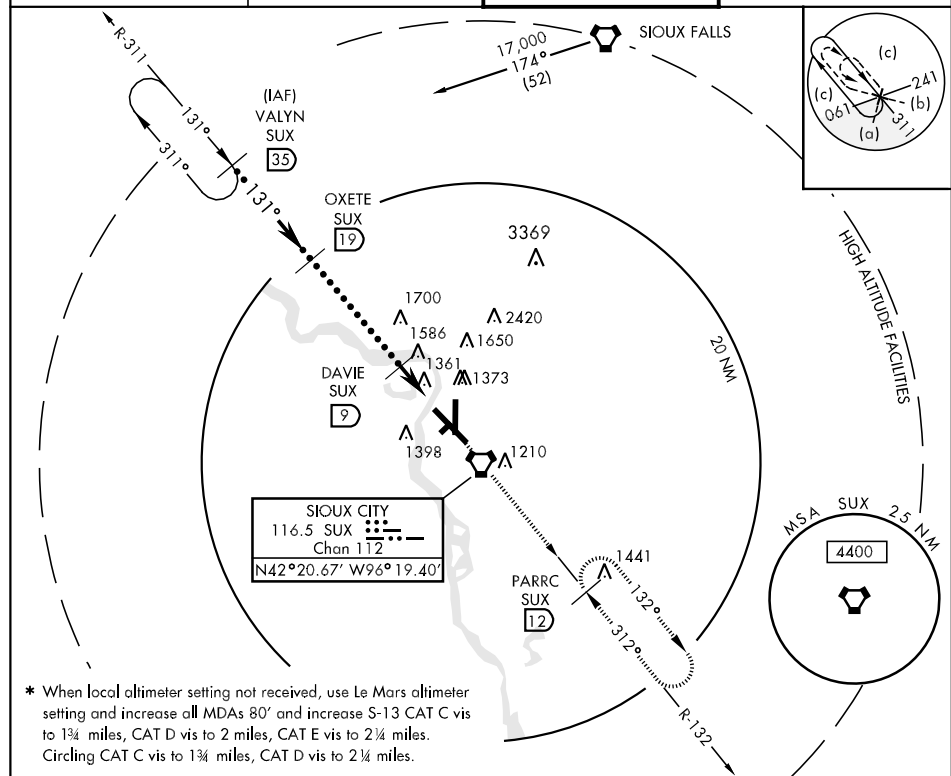 R-311
131°
311°
(IAF)
VALYN
SUX
35
131°
OXETE
SUX
19
17,000
174°
(52)
SIOUX FALLS
(c)
(c)
241
061
(b)
(a)
311
HIGH ALTITUDE FACILITIES
20 NM
3369
1700
2420
1586
1650
1361
1373
DAVIE
SUX
9
1398
1210
SIOUX CITY
116.5 SUX
Chan 112
N42°20.67' W96°19.40'
PARRC
SUX
12
1441
132°
312°
R-132
MSA SUX 25 NM
4400
* When local altimeter setting not received, use Le Mars altimeter
setting and increase all MDAs 80' and increase S-13 CAT C vis
to 1¾ miles, CAT D vis to 2 miles, CAT E vis to 2¼ miles.
Circling CAT C vis to 1¾ miles, CAT D vis to 2¼ miles.